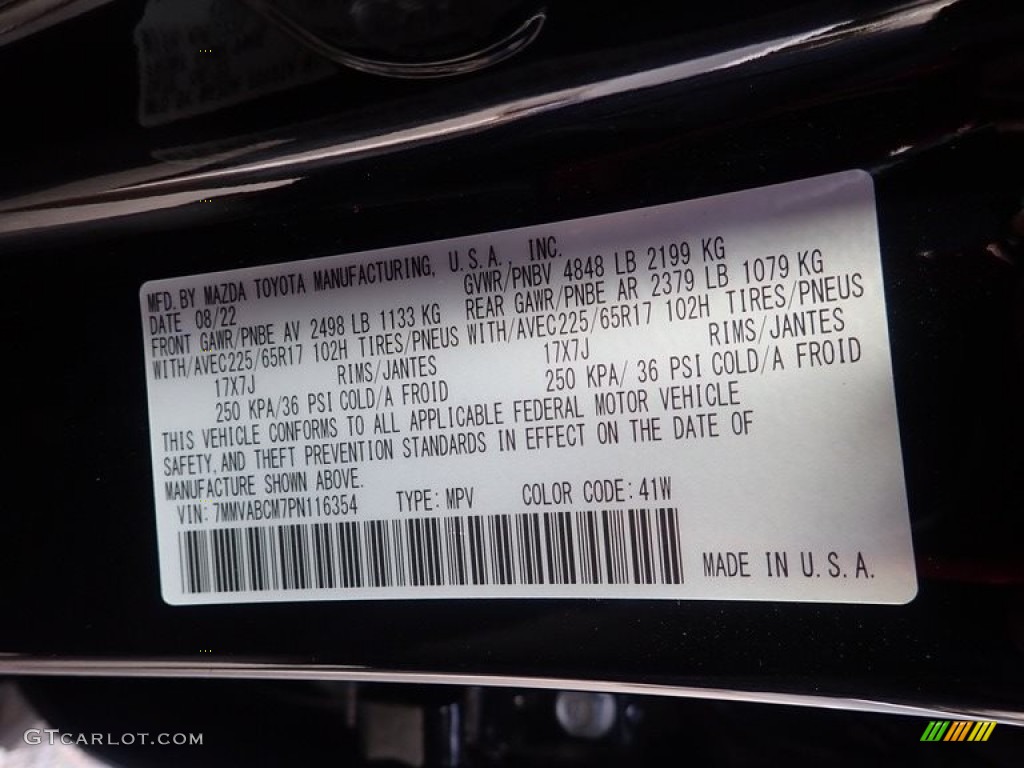 MFD. BY MAZDA TOYOTA MANUFACTURING, U.S.A., INC.
DATE 08/22 GVWR/PNBV 4848 LB 2199 KG
FRONT GAWR/PNBE AV 2498 LB 1133 KG REAR GAWR/PNBE AR 2379 LB 1079 KG
WITH/AVEC225/65R17 102H TIRES/PNEUS WITH/AVEC225/65R17 102H TIRES/PNEUS
17X7J RIMS/JANTES 17X7J RIMS/JANTES
250 KPA/36 PSI COLD/A FROID 250 KPA/ 36 PSI COLD/A FROID
THIS VEHICLE CONFORMS TO ALL APPLICABLE FEDERAL MOTOR VEHICLE
SAFETY, AND THEFT PREVENTION STANDARDS IN EFFECT ON THE DATE OF
MANUFACTURE SHOWN ABOVE.
VIN: 7MMVABCM7PN116354 TYPE: MPV COLOR CODE: 41W
MADE IN U.S.A.
GTCARLOT.COM